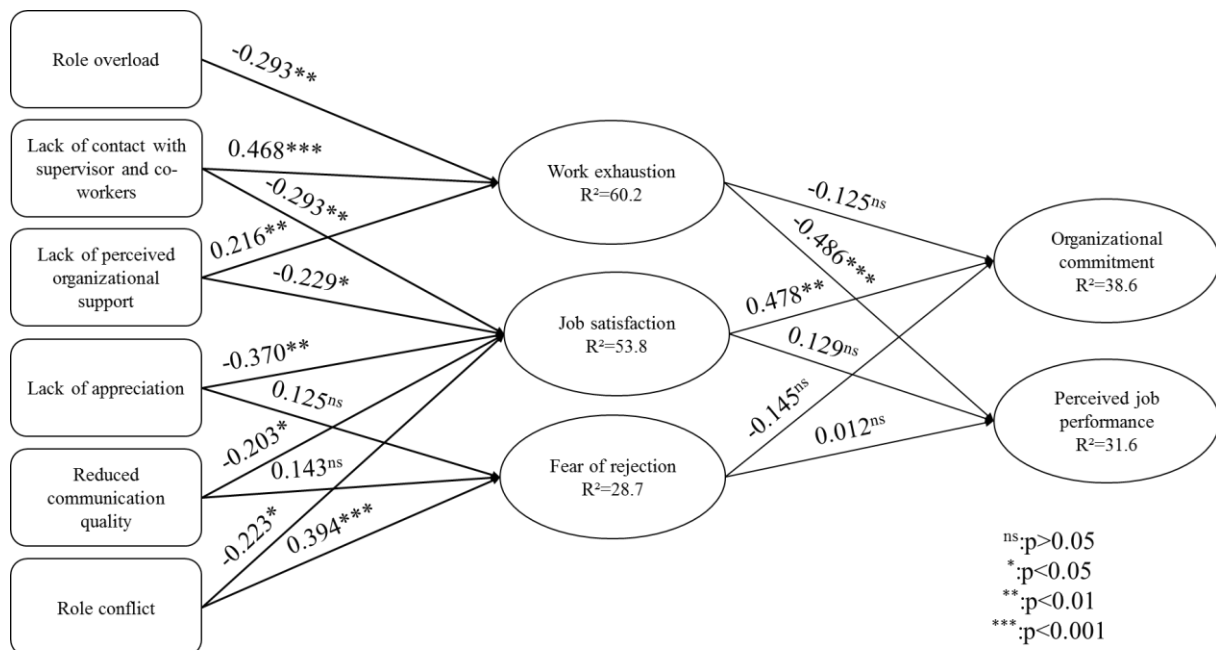 Role overload
-0.293**
Lack of contact with
supervisor and co-
workers
0.468***
-0.293**
Work exhaustion
R²=60.2
-0.125ⁿˢ
-0.486***
Organizational
commitment
R²=38.6
Lack of perceived
organizational
support
0.216**
-0.229*
Job satisfaction
R²=53.8
0.478**
0.129ⁿˢ
Lack of appreciation
-0.370**
0.125ⁿˢ
-0.145ⁿˢ
0.012ⁿˢ
Perceived job
performance
R²=31.6
Reduced
communication
quality
-0.203*
0.143ⁿˢ
Fear of rejection
R²=28.7
Role conflict
-0.223*
0.394***
ⁿˢ:p>0.05
*:p<0.05
**:p<0.01
***:p<0.001